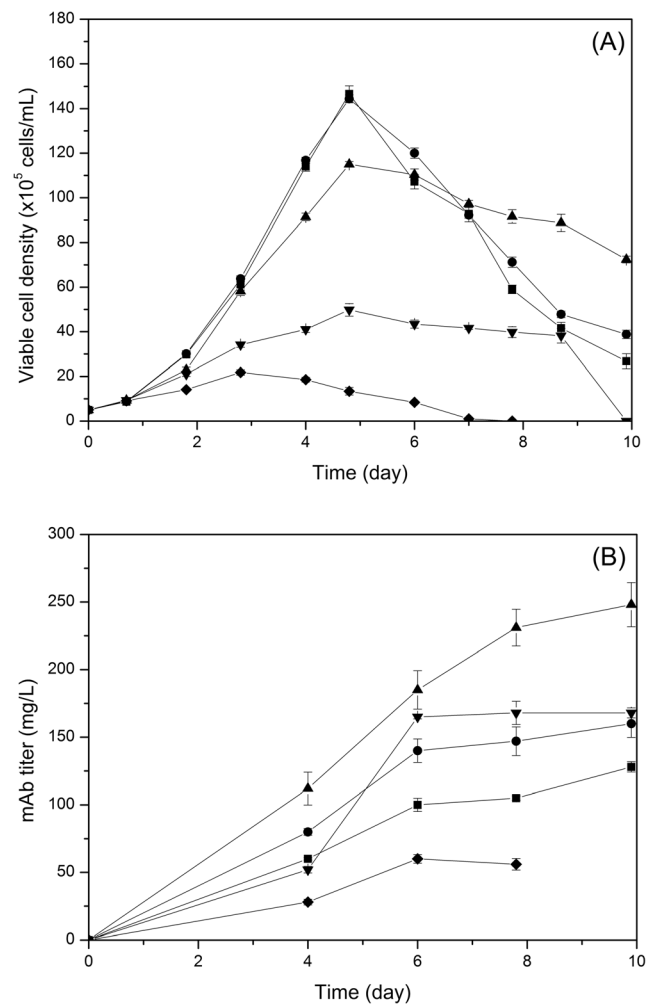 (A)
Viable cell density (x10⁵ cells/mL)
180
160
140
120
100
80
60
40
20
0
0 2 4 6 8 10
Time (day)
(B)
mAb titer (mg/L)
300
250
200
150
100
50
0
0 2 4 6 8 10
Time (day)